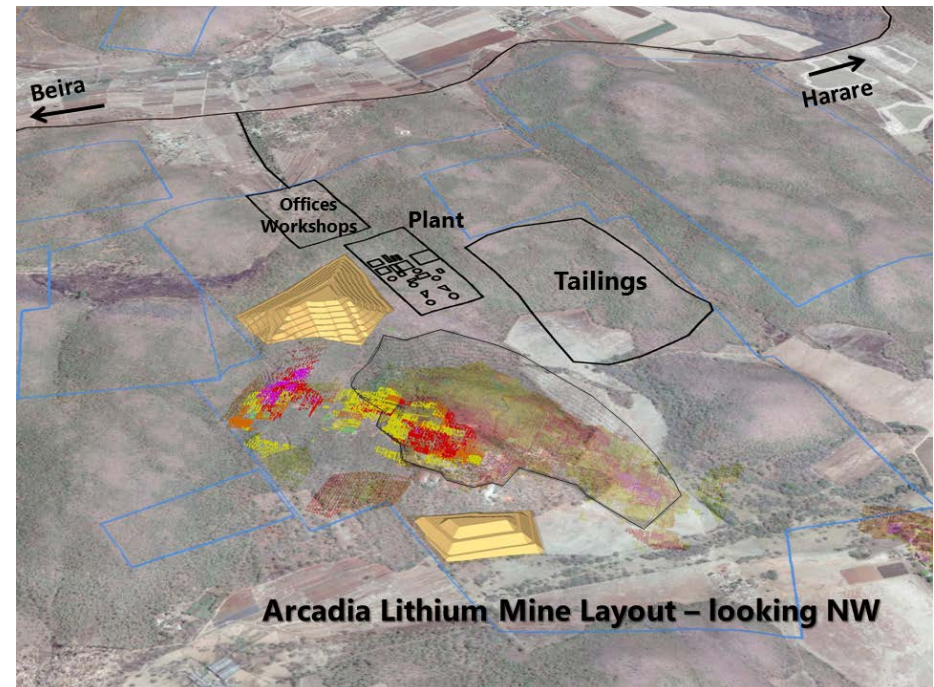 Beira
Harare
Offices
Workshops
Plant
Tailings
Arcadia Lithium Mine Layout – looking NW